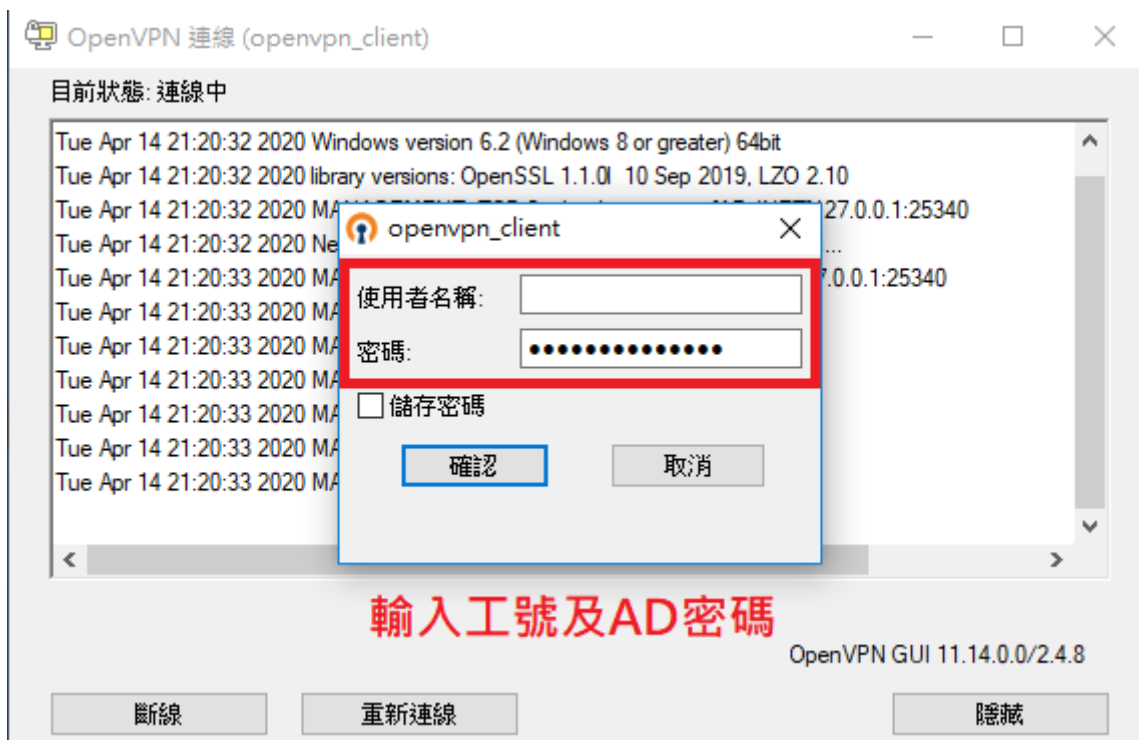 OpenVPN 連線 (openvpn_client)
目前狀態: 連線中
Tue Apr 14 21:20:32 2020 Windows version 6.2 (Windows 8 or greater) 64bit
Tue Apr 14 21:20:32 2020 library versions: OpenSSL 1.1.0l 10 Sep 2019, LZO 2.10
Tue Apr 14 21:20:32 2020 27.0.0.1:25340
Tue Apr 14 21:20:32 2020 Ne ...
Tue Apr 14 21:20:33 2020 MA 7.0.0.1:25340
Tue Apr 14 21:20:33 2020 MA
Tue Apr 14 21:20:33 2020 MA
Tue Apr 14 21:20:33 2020 MA
Tue Apr 14 21:20:33 2020 MA
Tue Apr 14 21:20:33 2020 MA
Tue Apr 14 21:20:33 2020 MA
openvpn_client
使用者名稱:
密碼: ●●●●●●●●●●●●●●
儲存密碼
確認 取消
輸入工號及AD密碼
OpenVPN GUI 11.14.0.0/2.4.8
斷線 重新連線 隱藏